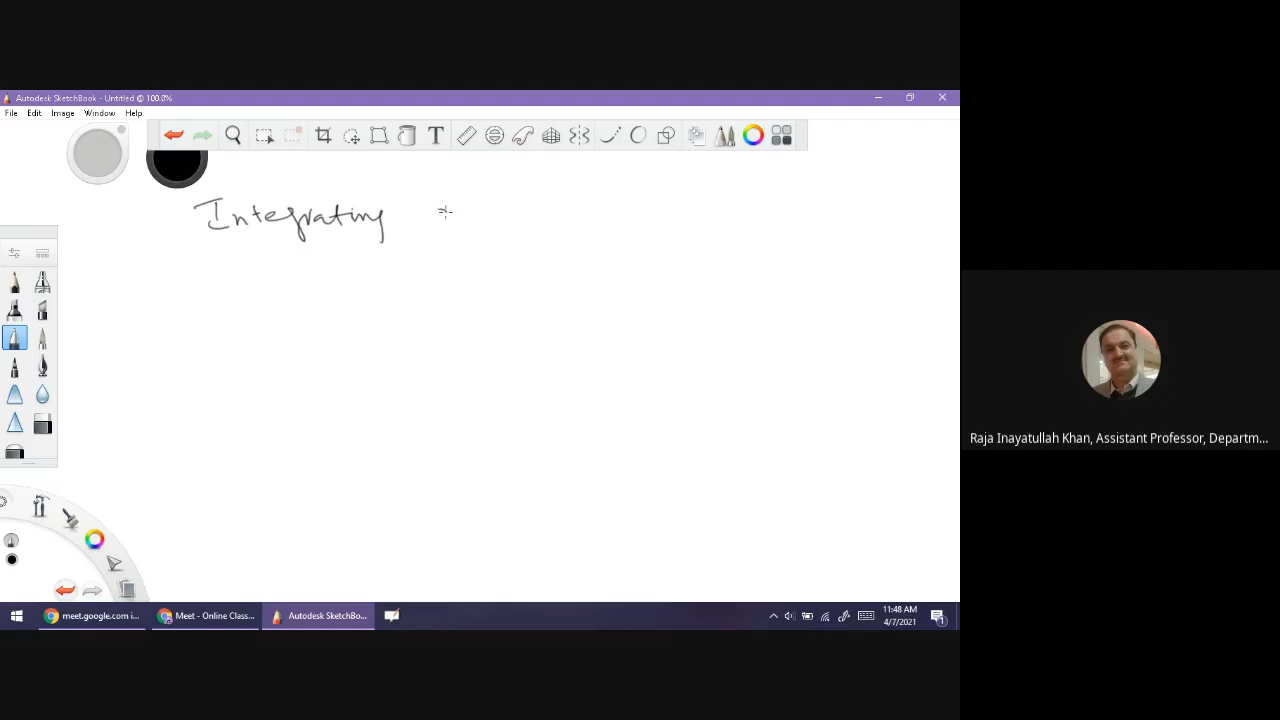 Autodesk SketchBook - Untitled @ 100.0%
File Edit Image Window Help
T
Integrating
Raja Inayatullah Khan, Assistant Professor, Departm...
meet.google.com i... Meet - Online Class... Autodesk SketchBo... 11:48 AM
4/7/2021 1